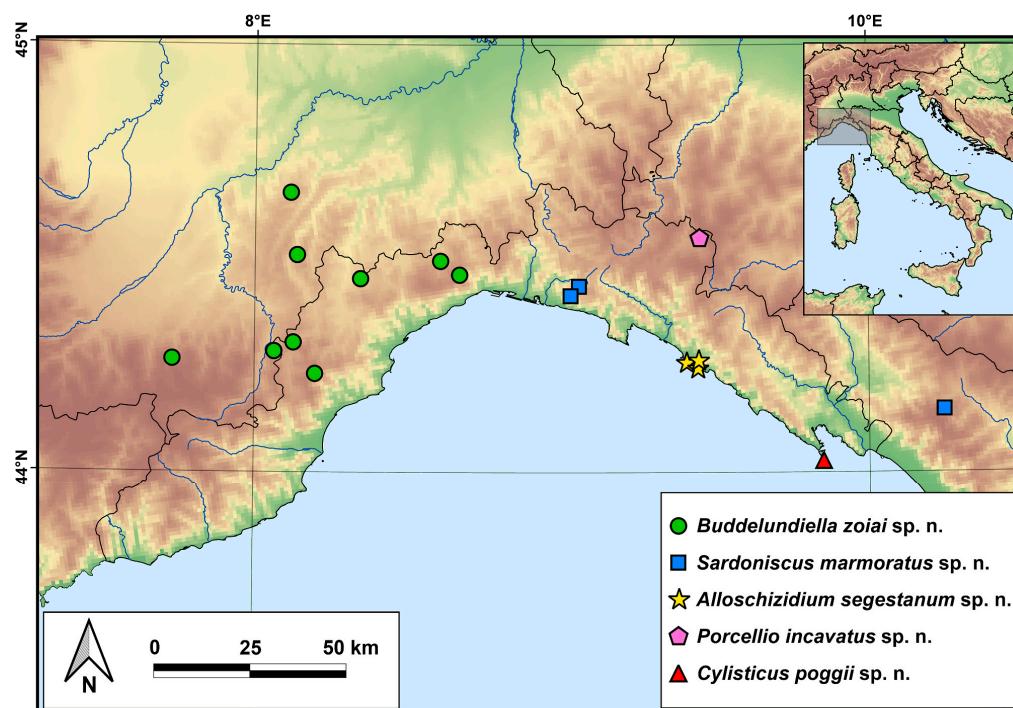 8°E
10°E
45°N
44°N
Buddelundiella zoiai sp. n.
Sardoniscus marmoratus sp. n.
Alloschizidium segestanum sp. n.
Porcellio incavatus sp. n.
Cylisticus poggii sp. n.
0 25 50 km
N